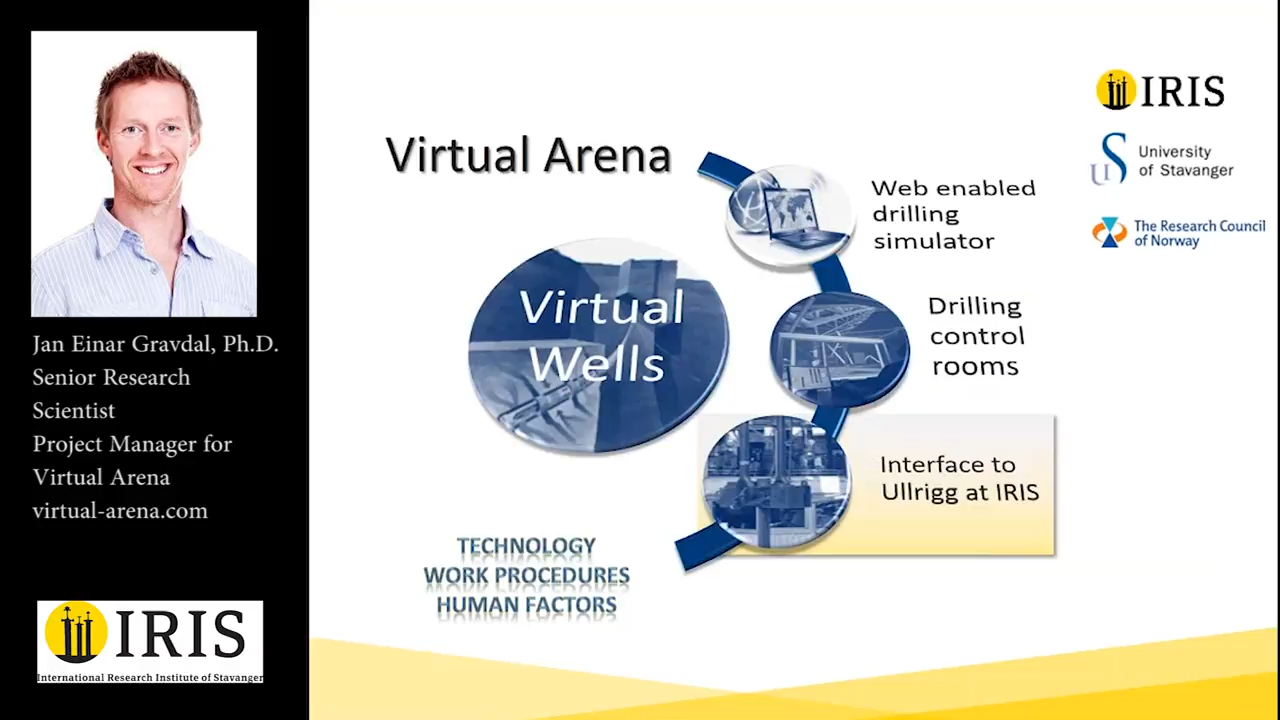 Jan Einar Gravdal, Ph.D.
Senior Research
Scientist
Project Manager for
Virtual Arena
virtual-arena.com
IRIS
International Research Institute of Stavanger
Virtual Arena
Virtual
Wells
Web enabled
drilling
simulator
Drilling
control
rooms
Interface to
Ullrigg at IRIS
TECHNOLOGY
WORK PROCEDURES
HUMAN FACTORS
IRIS
US
University
of Stavanger
The Research Council
of Norway